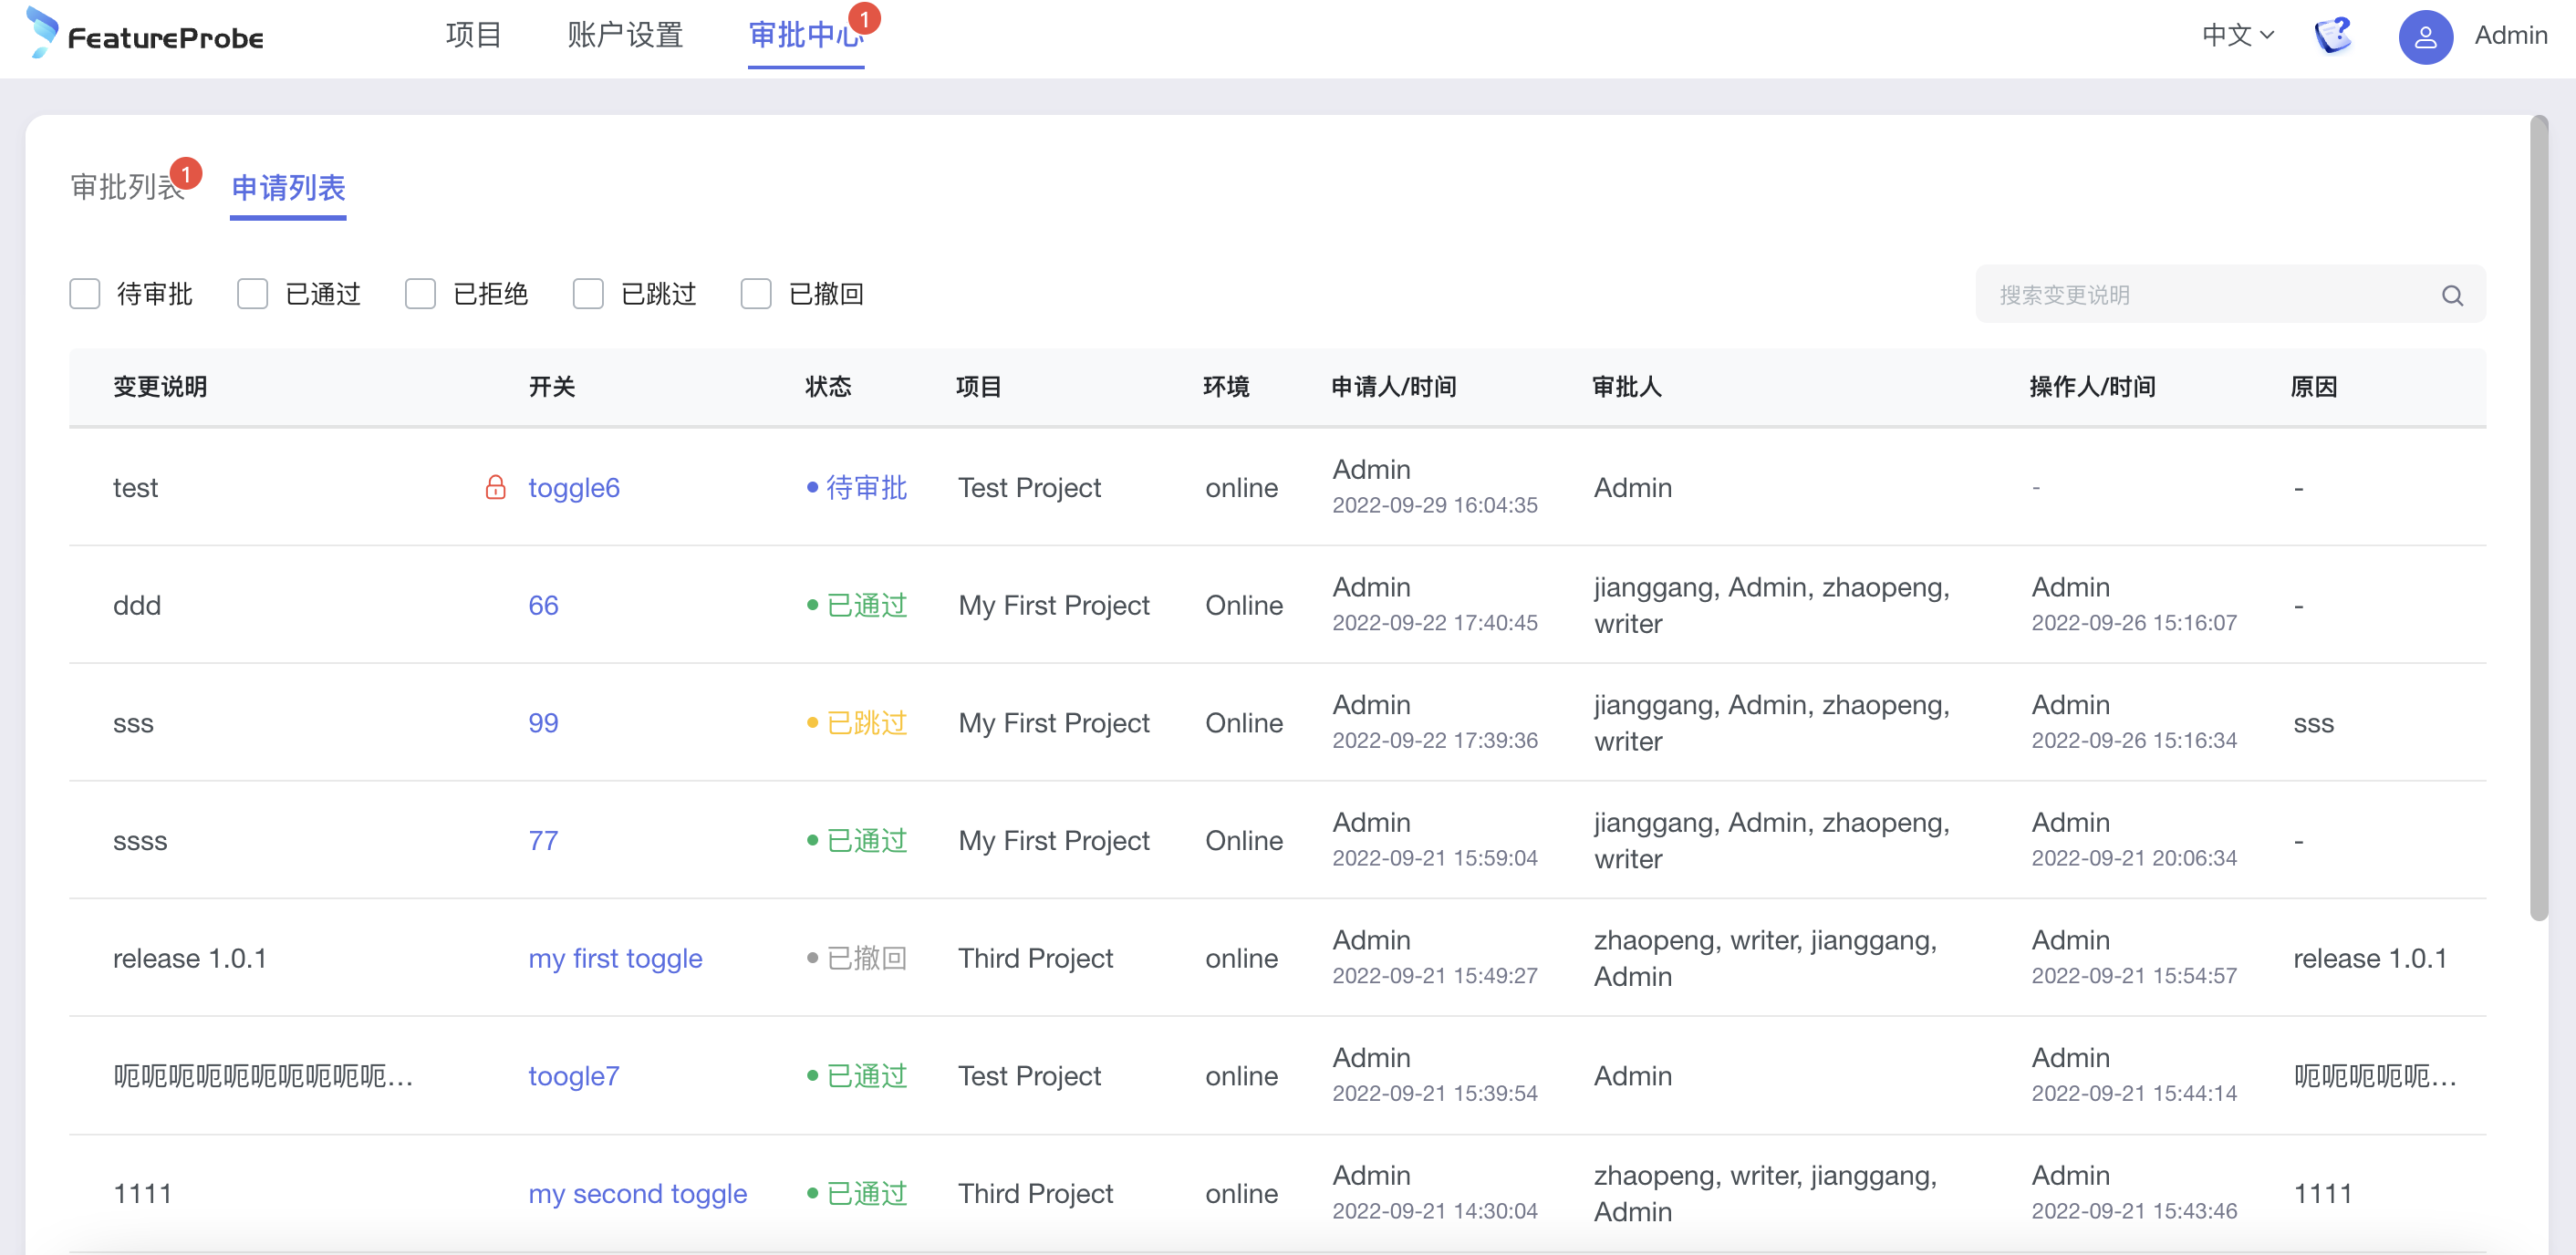 FeatureProbe
项目
账户设置
审批中心
1
中文
Admin
审批列表
1
申请列表
待审批
已通过
已拒绝
已跳过
已撤回
搜索变更说明
变更说明 开关 状态 项目 环境 申请人/时间 审批人 操作人/时间 原因
test toggle6 待审批 Test Project online Admin 2022-09-29 16:04:35 Admin - -
ddd 66 已通过 My First Project Online Admin 2022-09-22 17:40:45 jianggang, Admin, zhaopeng, writer Admin 2022-09-26 15:16:07 -
sss 99 已跳过 My First Project Online Admin 2022-09-22 17:39:36 jianggang, Admin, zhaopeng, writer Admin 2022-09-26 15:16:34 sss
ssss 77 已通过 My First Project Online Admin 2022-09-21 15:59:04 jianggang, Admin, zhaopeng, writer Admin 2022-09-21 20:06:34 -
release 1.0.1 my first toggle 已撤回 Third Project online Admin 2022-09-21 15:49:27 zhaopeng, writer, jianggang, Admin Admin 2022-09-21 15:54:57 release 1.0.1
呃呃呃呃呃呃呃呃呃呃... toogle7 已通过 Test Project online Admin 2022-09-21 15:39:54 Admin Admin 2022-09-21 15:44:14 呃呃呃呃呃...
1111 my second toggle 已通过 Third Project online Admin 2022-09-21 14:30:04 zhaopeng, writer, jianggang, Admin Admin 2022-09-21 15:43:46 1111